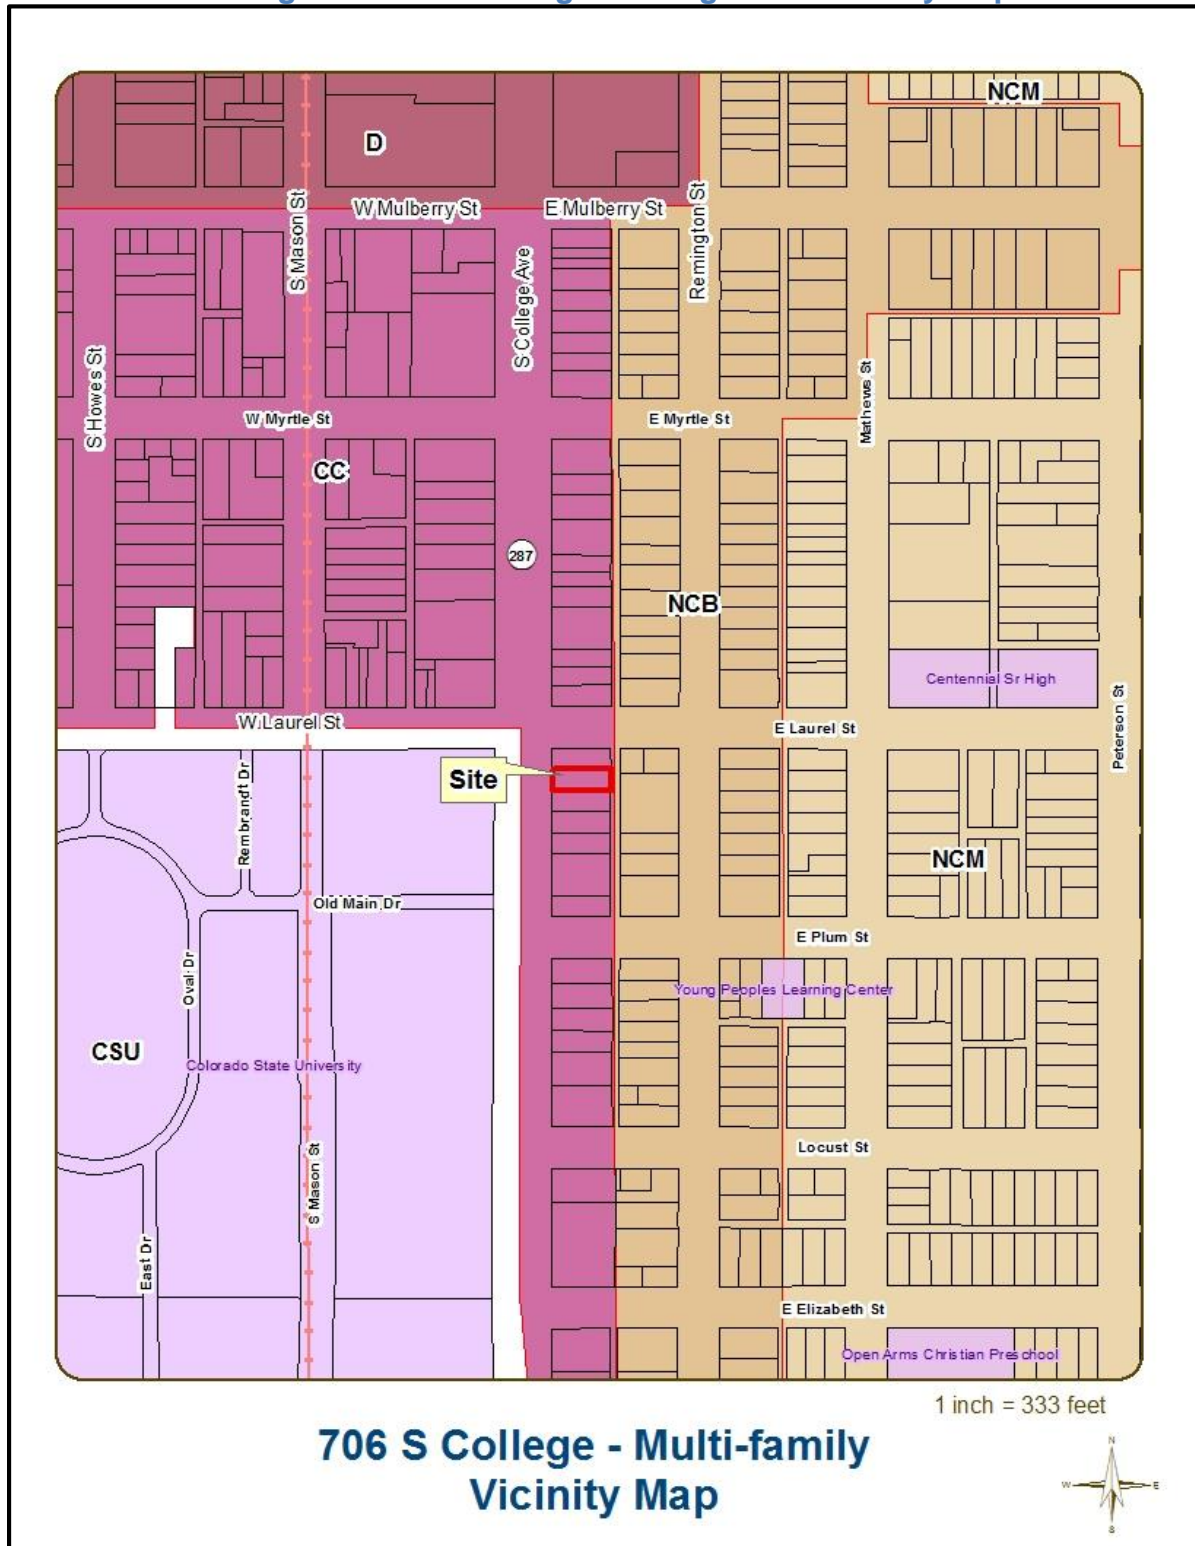 NCM
D
W Mulberry St
E Mulberry St
S Mason St
Remington St
S College Ave
S Howes St
Mathews St
W Myrtle St
E Myrtle St
CC
287
NCB
Centennial Sr High
Peterson St
W Laurel St
E Laurel St
Site
Rembrandt Dr
NCM
Old Main Dr
E Plum St
Oval Dr
Young Peoples Learning Center
CSU
Colorado State University
Locust St
S Mason St
East Dr
E Elizabeth St
Open Arms Christian Preschool
1 inch = 333 feet
706 S College - Multi-family
Vicinity Map
N
W
E
S